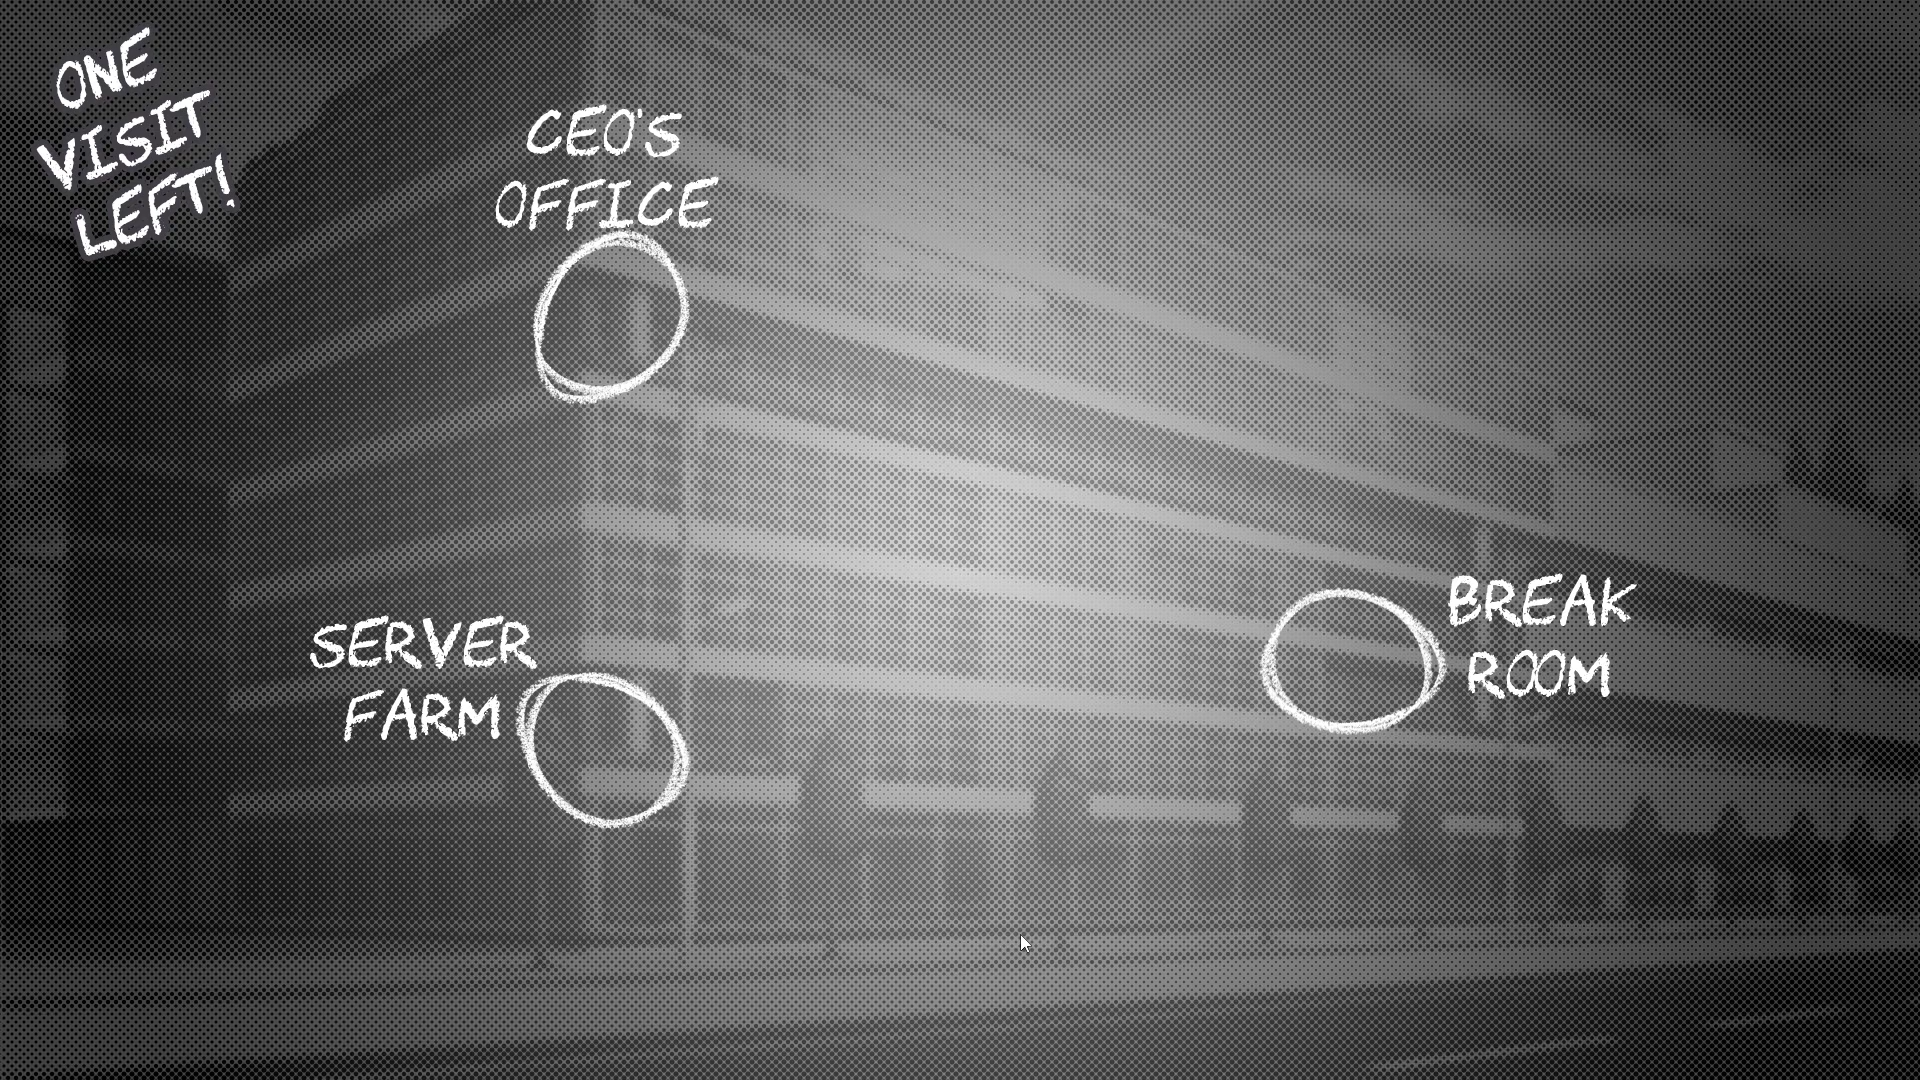 ONE
VISIT
LEFT!
CEO'S
OFFICE
SERVER
FARM
BREAK
ROOM